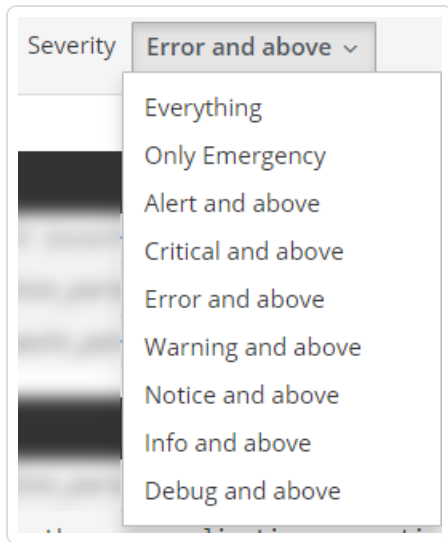 Severity Error and above
Everything
Only Emergency
Alert and above
Critical and above
Error and above
Warning and above
Notice and above
Info and above
Debug and above